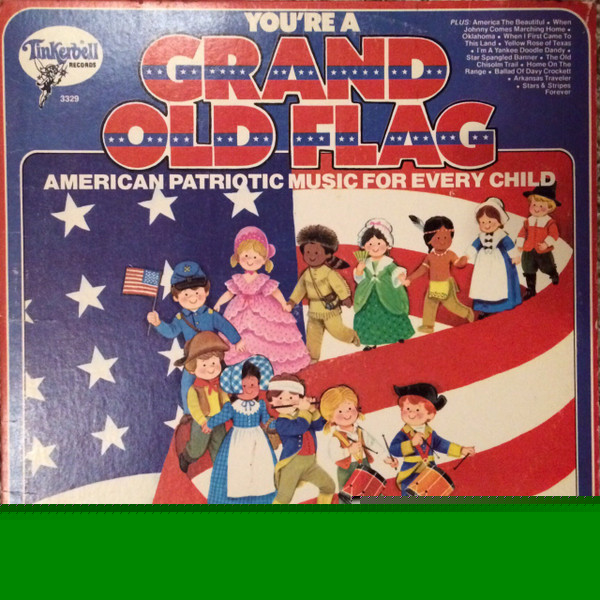 YOU'RE A
GRAND
OLD FLAG
AMERICAN PATRIOTIC MUSIC FOR EVERY CHILD
Tinkerbell
RECORDS
3329
PLUS: America The Beautiful • When
Johnny Comes Marching Home •
Oklahoma • When I First Came To
This Land • Yellow Rose of Texas
• I'm A Yankee Doodle Dandy •
Star Spangled Banner • The Old
Chisolm Trail • Home On The
Range • Ballad Of Davy Crockett
• Arkansas Traveler
• Stars & Stripes
Forever